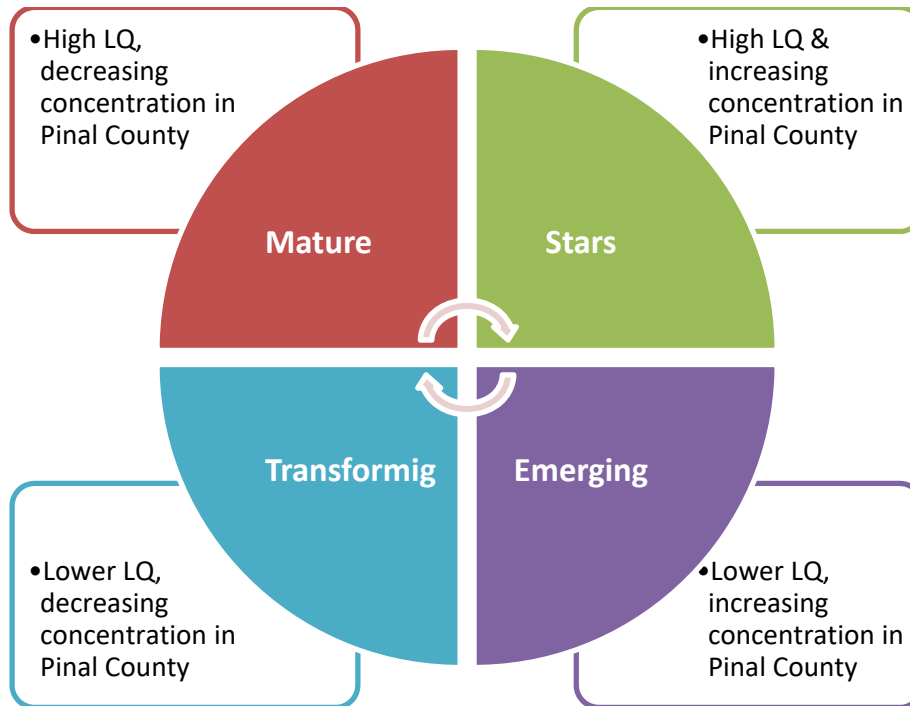 •High LQ,
decreasing
concentration in
Pinal County
•High LQ &
increasing
concentration in
Pinal County
Mature
Stars
Transformig
Emerging
•Lower LQ,
decreasing
concentration in
Pinal County
•Lower LQ,
increasing
concentration in
Pinal County